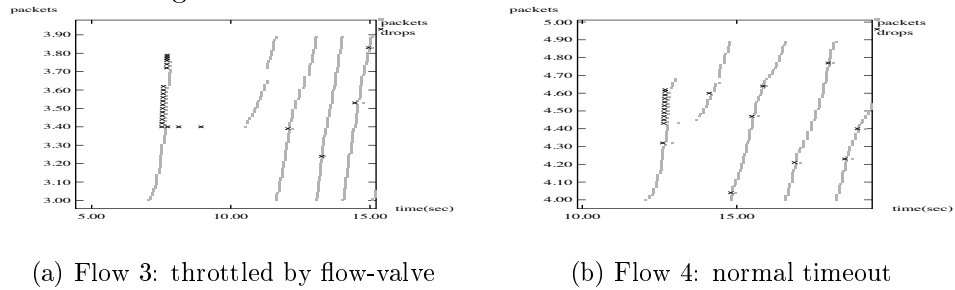 packets
packets
drops
3.90
3.80
3.70
3.60
3.50
3.40
3.30
3.20
3.10
3.00
5.00
10.00
15.00
time(sec)
packets
packets
drops
5.00
4.90
4.80
4.70
4.60
4.50
4.40
4.30
4.20
4.10
4.00
10.00
15.00
time(sec)
(a) Flow 3: throttled by flow-valve
(b) Flow 4: normal timeout